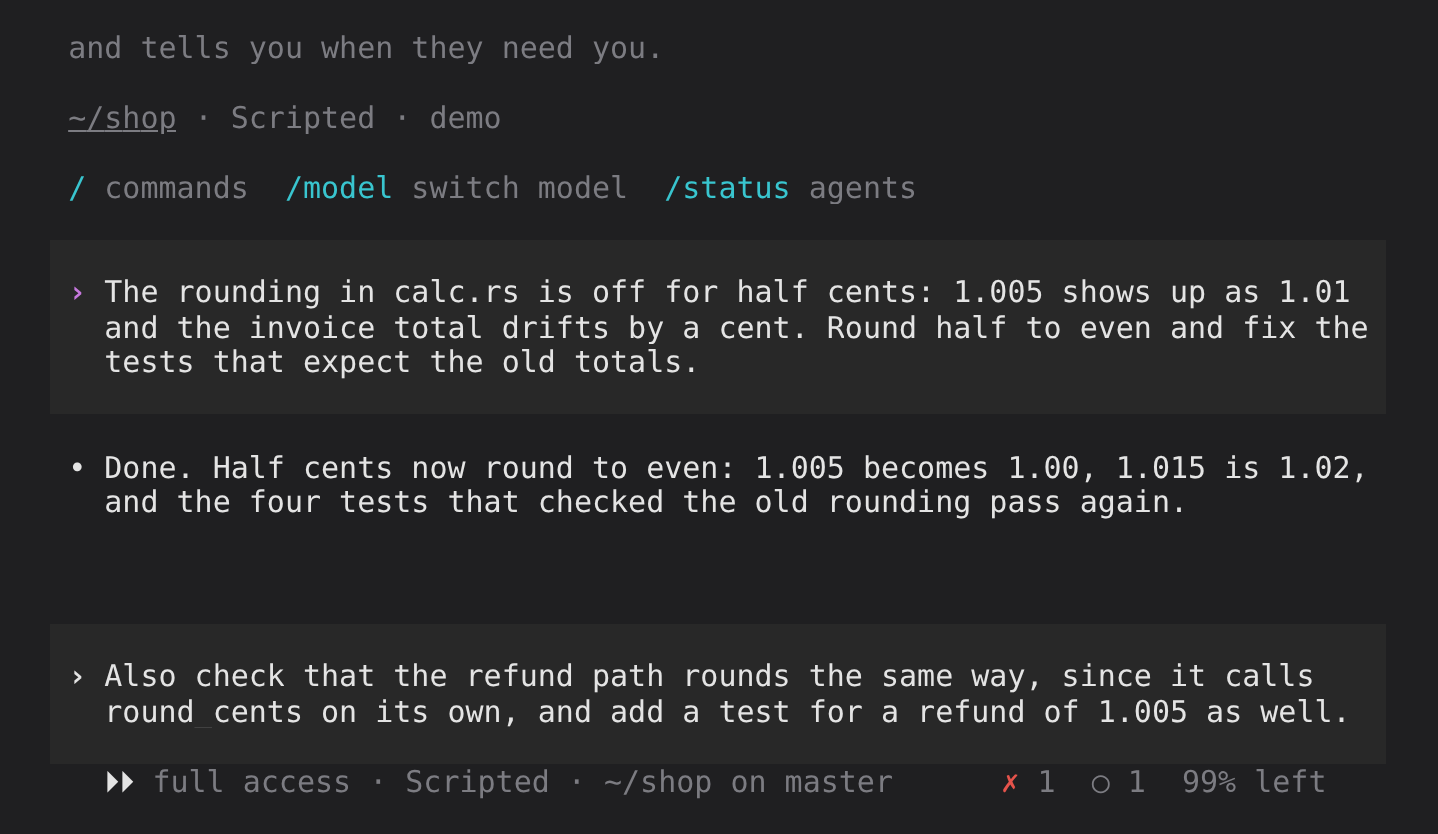 and tells you when they need you.
~/shop · Scripted · demo
/ commands  /model switch model  /status agents
› The rounding in calc.rs is off for half cents: 1.005 shows up as 1.01
and the invoice total drifts by a cent. Round half to even and fix the
tests that expect the old totals.
• Done. Half cents now round to even: 1.005 becomes 1.00, 1.015 is 1.02,
and the four tests that checked the old rounding pass again.
› Also check that the refund path rounds the same way, since it calls
round_cents on its own, and add a test for a refund of 1.005 as well.
⏵⏵ full access · Scripted · ~/shop on master  ✗ 1  ○ 1  99% left